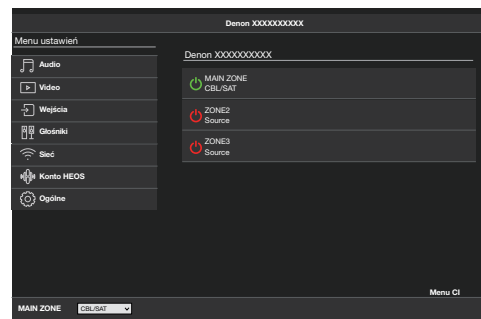 Denon XXXXXXXXXX
Menu ustawień
Audio
Video
Wejścia
Głośniki
Sieć
Konto HEOS
Ogólne
Denon XXXXXXXXXX
MAIN ZONE
CBL/SAT
ZONE2
Source
ZONE3
Source
Menu CI
MAIN ZONE CBL/SAT